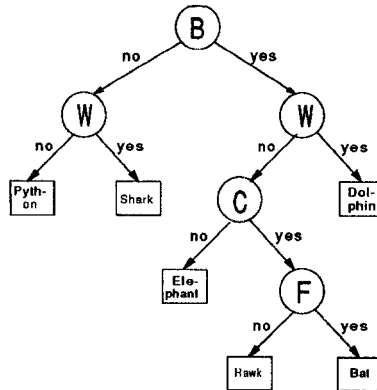 B
no
yes
W
W
no
yes
no
yes
Pyth-
on
Shark
C
Dol-
phin
no
yes
Ele-
phant
F
no
yes
Hawk
Bat